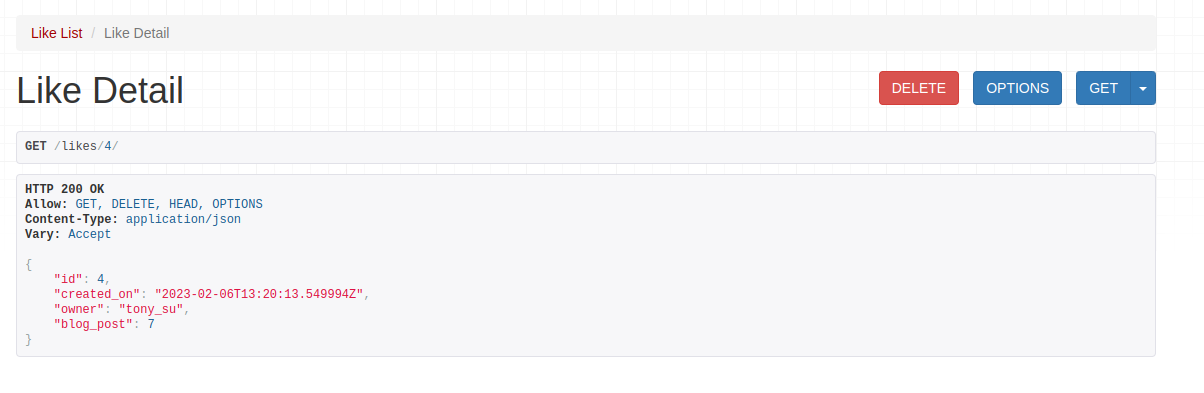 Like List / Like Detail
Like Detail
DELETE OPTIONS GET
GET /likes/4/
HTTP 200 OK
Allow: GET, DELETE, HEAD, OPTIONS
Content-Type: application/json
Vary: Accept
{
    "id": 4,
    "created_on": "2023-02-06T13:20:13.549994Z",
    "owner": "tony_su",
    "blog_post": 7
}